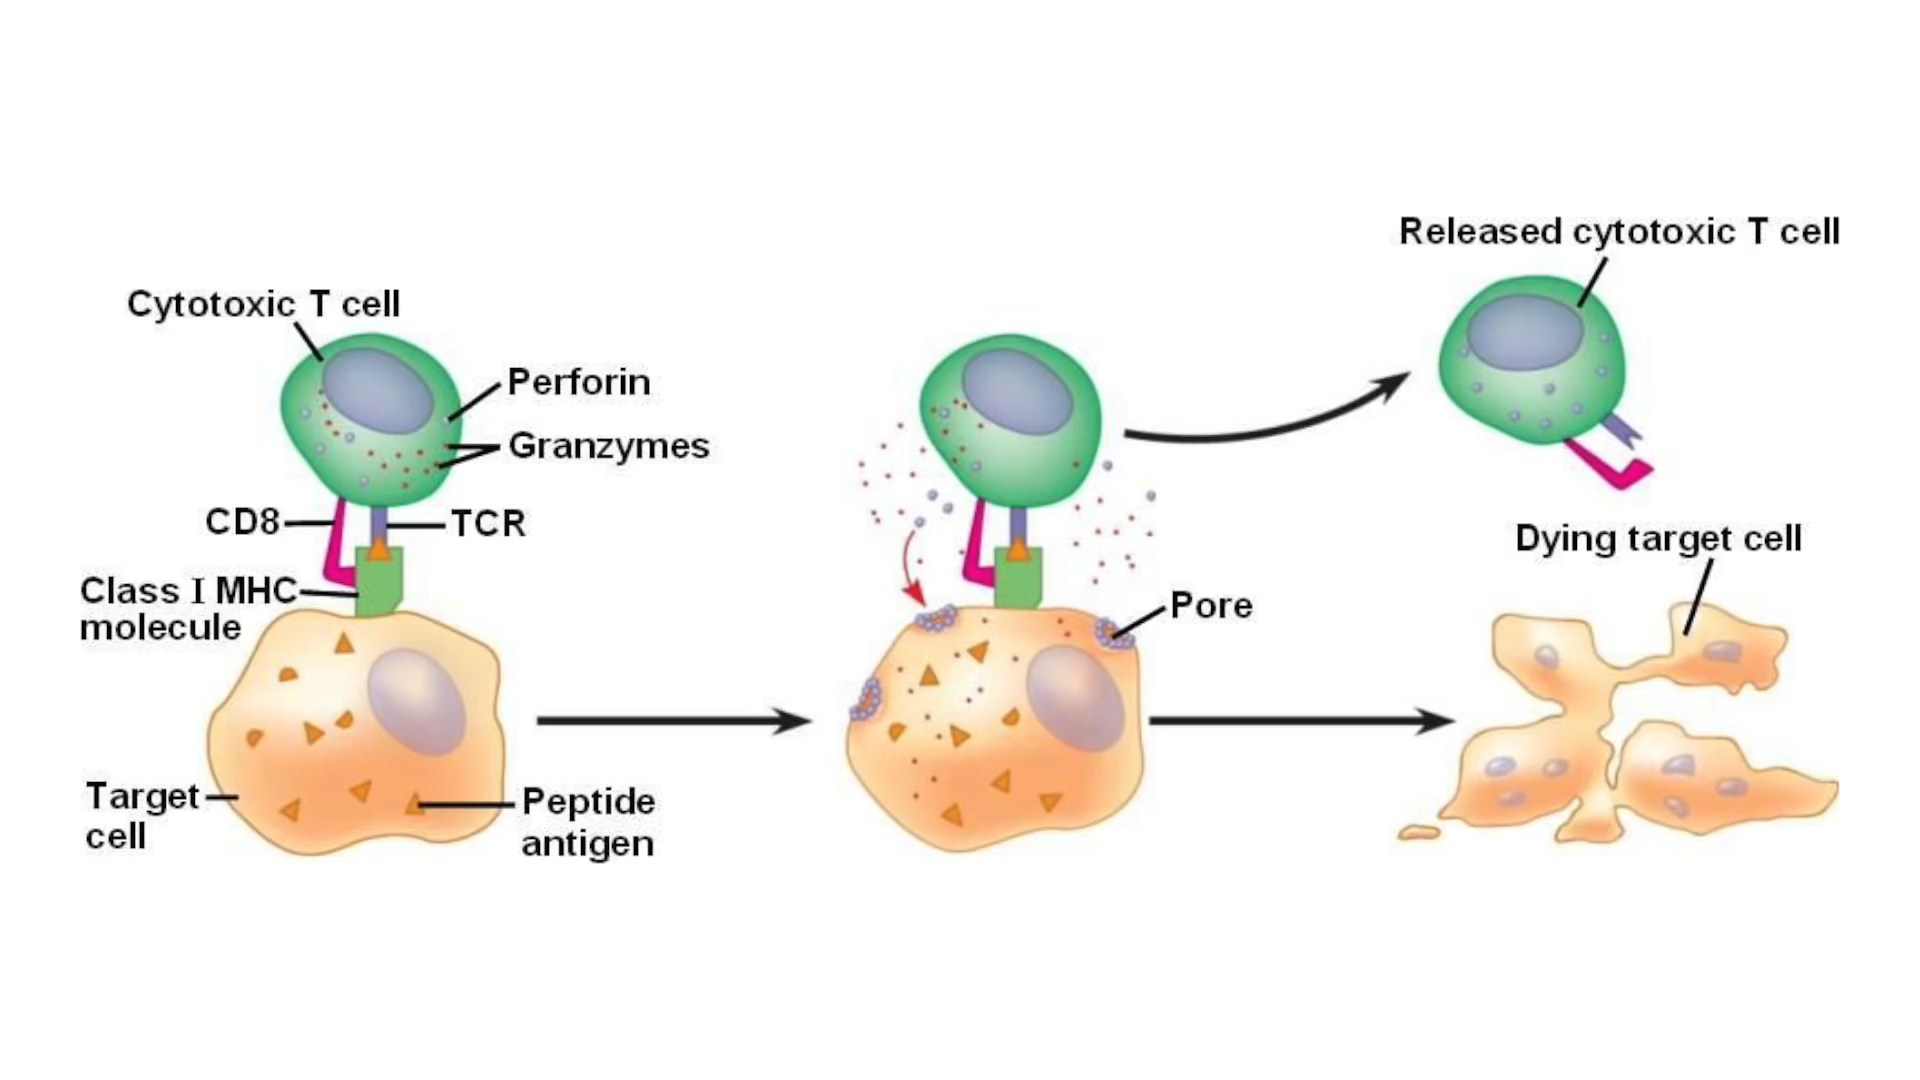 Released cytotoxic T cell
Cytotoxic T cell
Perforin
Granzymes
CD8
TCR
Dying target cell
Class I MHC
molecule
Pore
Target
cell
Peptide
antigen